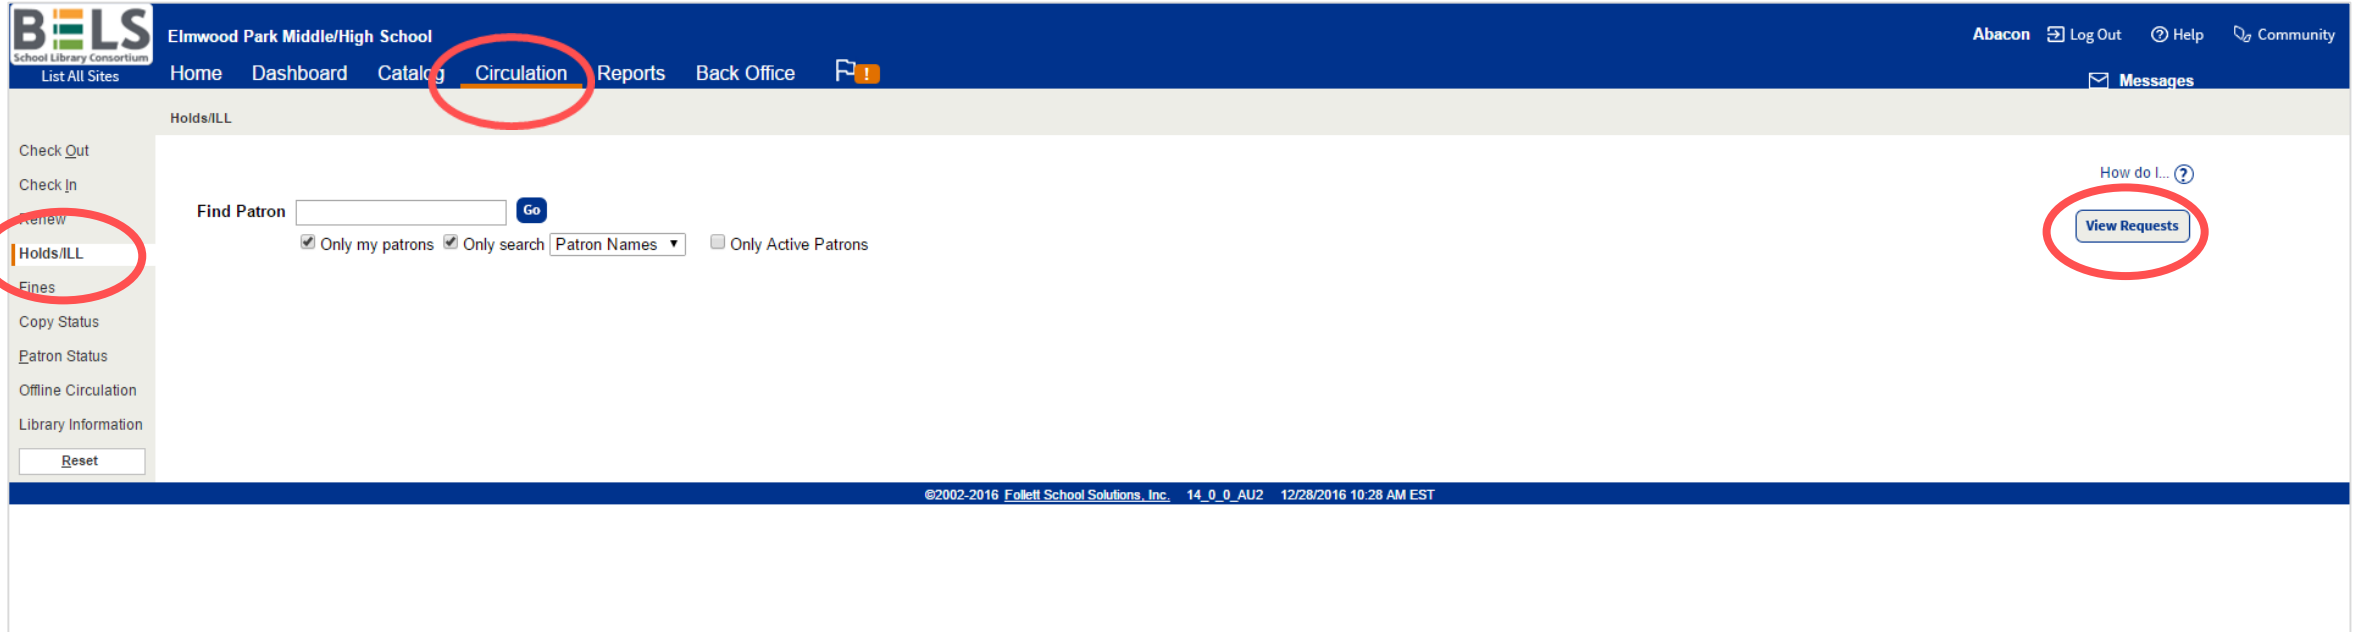 BELS
School Library Consortium
List All Sites
Elmwood Park Middle/High School
Abacon Log Out ? Help Community
Home Dashboard Catalog Circulation Reports Back Office !
Messages
Holds/ILL
Check Out
Check In
Renew
Holds/ILL
Fines
Copy Status
Patron Status
Offline Circulation
Library Information
Reset
How do I... ?
Find Patron Go
View Requests
Only my patrons Only search Patron Names ▼ Only Active Patrons
©2002-2016 Follett School Solutions, Inc. 14_0_0_AU2 12/28/2016 10:28 AM EST